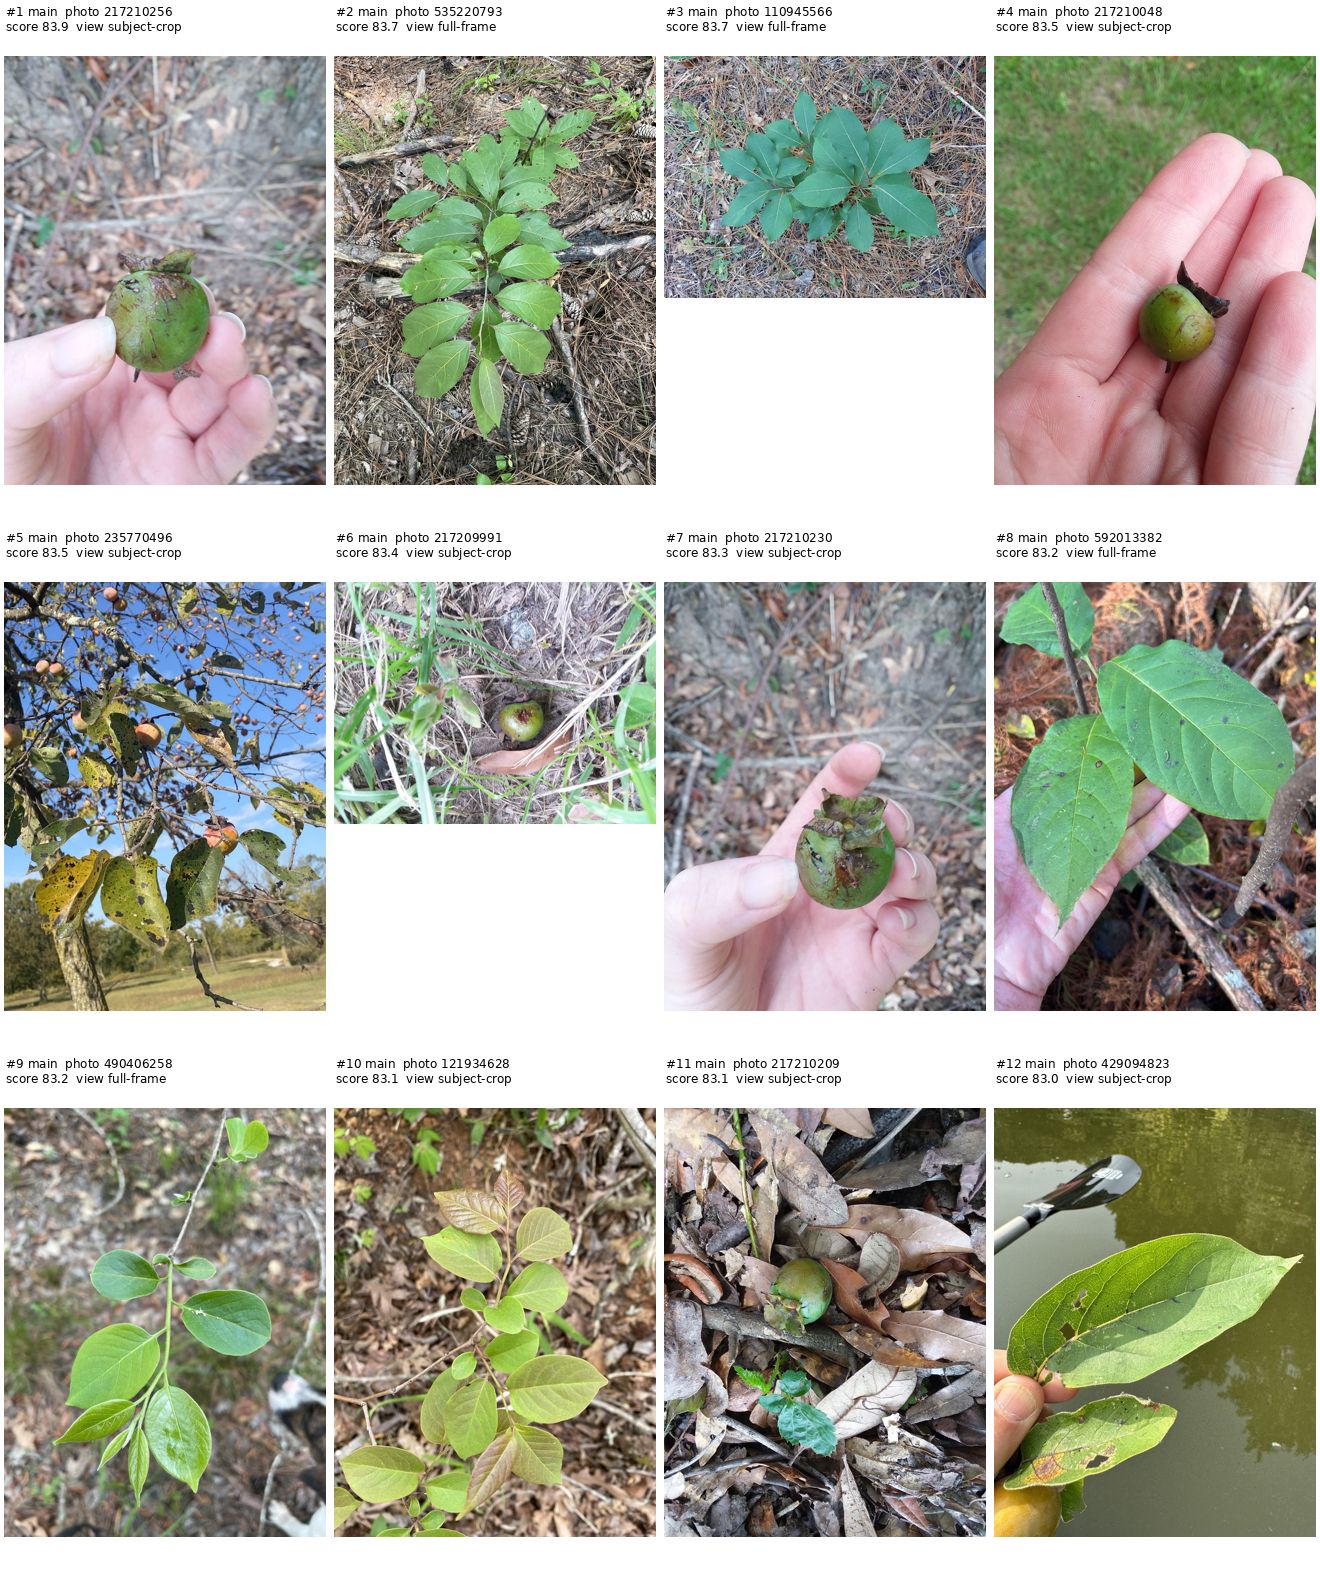 #1 main photo 217210256
score 83.9 view subject-crop
#2 main photo 535220793
score 83.7 view full-frame
#3 main photo 110945566
score 83.7 view full-frame
#4 main photo 217210048
score 83.5 view subject-crop
#5 main photo 235770496
score 83.5 view subject-crop
#6 main photo 217209991
score 83.4 view subject-crop
#7 main photo 217210230
score 83.3 view subject-crop
#8 main photo 592013382
score 83.2 view full-frame
#9 main photo 490406258
score 83.2 view full-frame
#10 main photo 121934628
score 83.1 view subject-crop
#11 main photo 217210209
score 83.1 view subject-crop
#12 main photo 429094823
score 83.0 view subject-crop